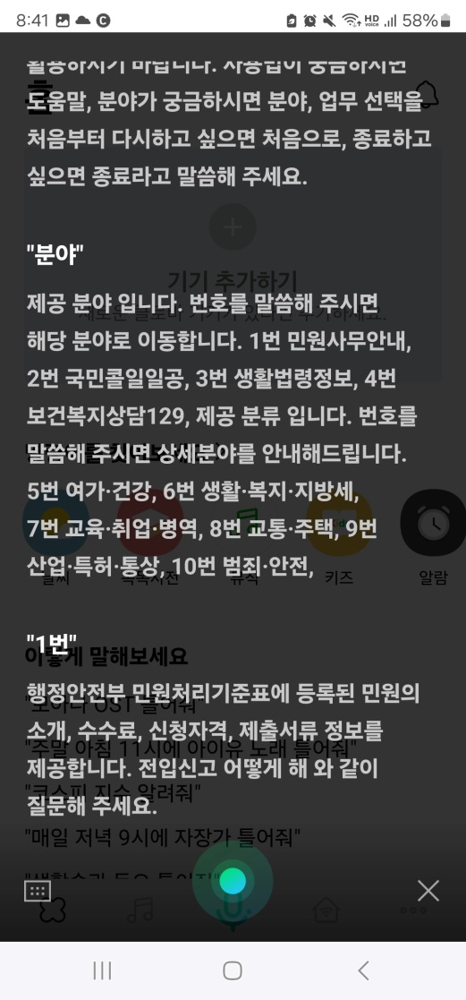 8:41
58%
활용하시기 바랍니다. 사용법이 궁금하시면
홈
도움말, 분야가 궁금하시면 분야, 업무 선택을
처음부터 다시하고 싶으면 처음으로, 종료하고
싶으면 종료라고 말씀해 주세요.
"분야"
기기 추가하기
제공 분야 입니다. 번호를 말씀해 주시면
해당 분야로 이동합니다. 1번 민원사무안내,
2번 국민콜일일공, 3번 생활법령정보, 4번
보건복지상담129, 제공 분류 입니다. 번호를
말씀해 주시면 상세분야를 안내해드립니다.
5번 여가·건강, 6번 생활·복지·지방세,
7번 교육·취업·병역, 8번 교통·주택, 9번
산업·특허·통상, 10번 범죄·안전,
키즈
알람
"1번"
이렇게 말해보세요
행정안전부 민원처리기준표에 등록된 민원의
소개, 수수료, 신청자격, 제출서류 정보를
"주말 아침 11시에 아이유 노래 틀어줘"
제공합니다. 전입신고 어떻게 해 와 같이
"코스피 지수 알려줘"
질문해 주세요.
"매일 저녁 9시에 자장가 틀어줘"